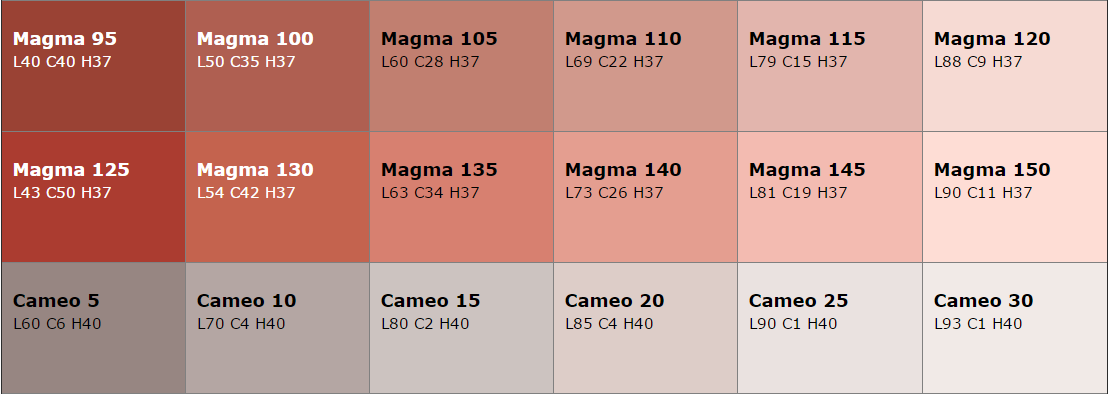 Magma 95
L40 C40 H37
Magma 100
L50 C35 H37
Magma 105
L60 C28 H37
Magma 110
L69 C22 H37
Magma 115
L79 C15 H37
Magma 120
L88 C9 H37
Magma 125
L43 C50 H37
Magma 130
L54 C42 H37
Magma 135
L63 C34 H37
Magma 140
L73 C26 H37
Magma 145
L81 C19 H37
Magma 150
L90 C11 H37
Cameo 5
L60 C6 H40
Cameo 10
L70 C4 H40
Cameo 15
L80 C2 H40
Cameo 20
L85 C4 H40
Cameo 25
L90 C1 H40
Cameo 30
L93 C1 H40